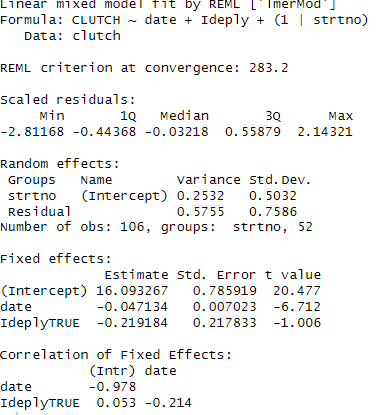 Linear mixed model fit by REML ['lmerMod']
Formula: CLUTCH ~ date + Ideply + (1 | strtno)
Data: clutch
REML criterion at convergence: 283.2
Scaled residuals:
Min 1Q Median 3Q Max
-2.81168 -0.44368 -0.03218 0.55879 2.14321
Random effects:
Groups Name Variance Std.Dev.
strtno (Intercept) 0.2532 0.5032
Residual 0.5755 0.7586
Number of obs: 106, groups: strtno, 52
Fixed effects:
Estimate Std. Error t value
(Intercept) 16.093267 0.785919 20.477
date -0.047134 0.007023 -6.712
IdeplyTRUE -0.219184 0.217833 -1.006
Correlation of Fixed Effects:
(Intr) date
date -0.978
IdeplyTRUE 0.053 -0.214